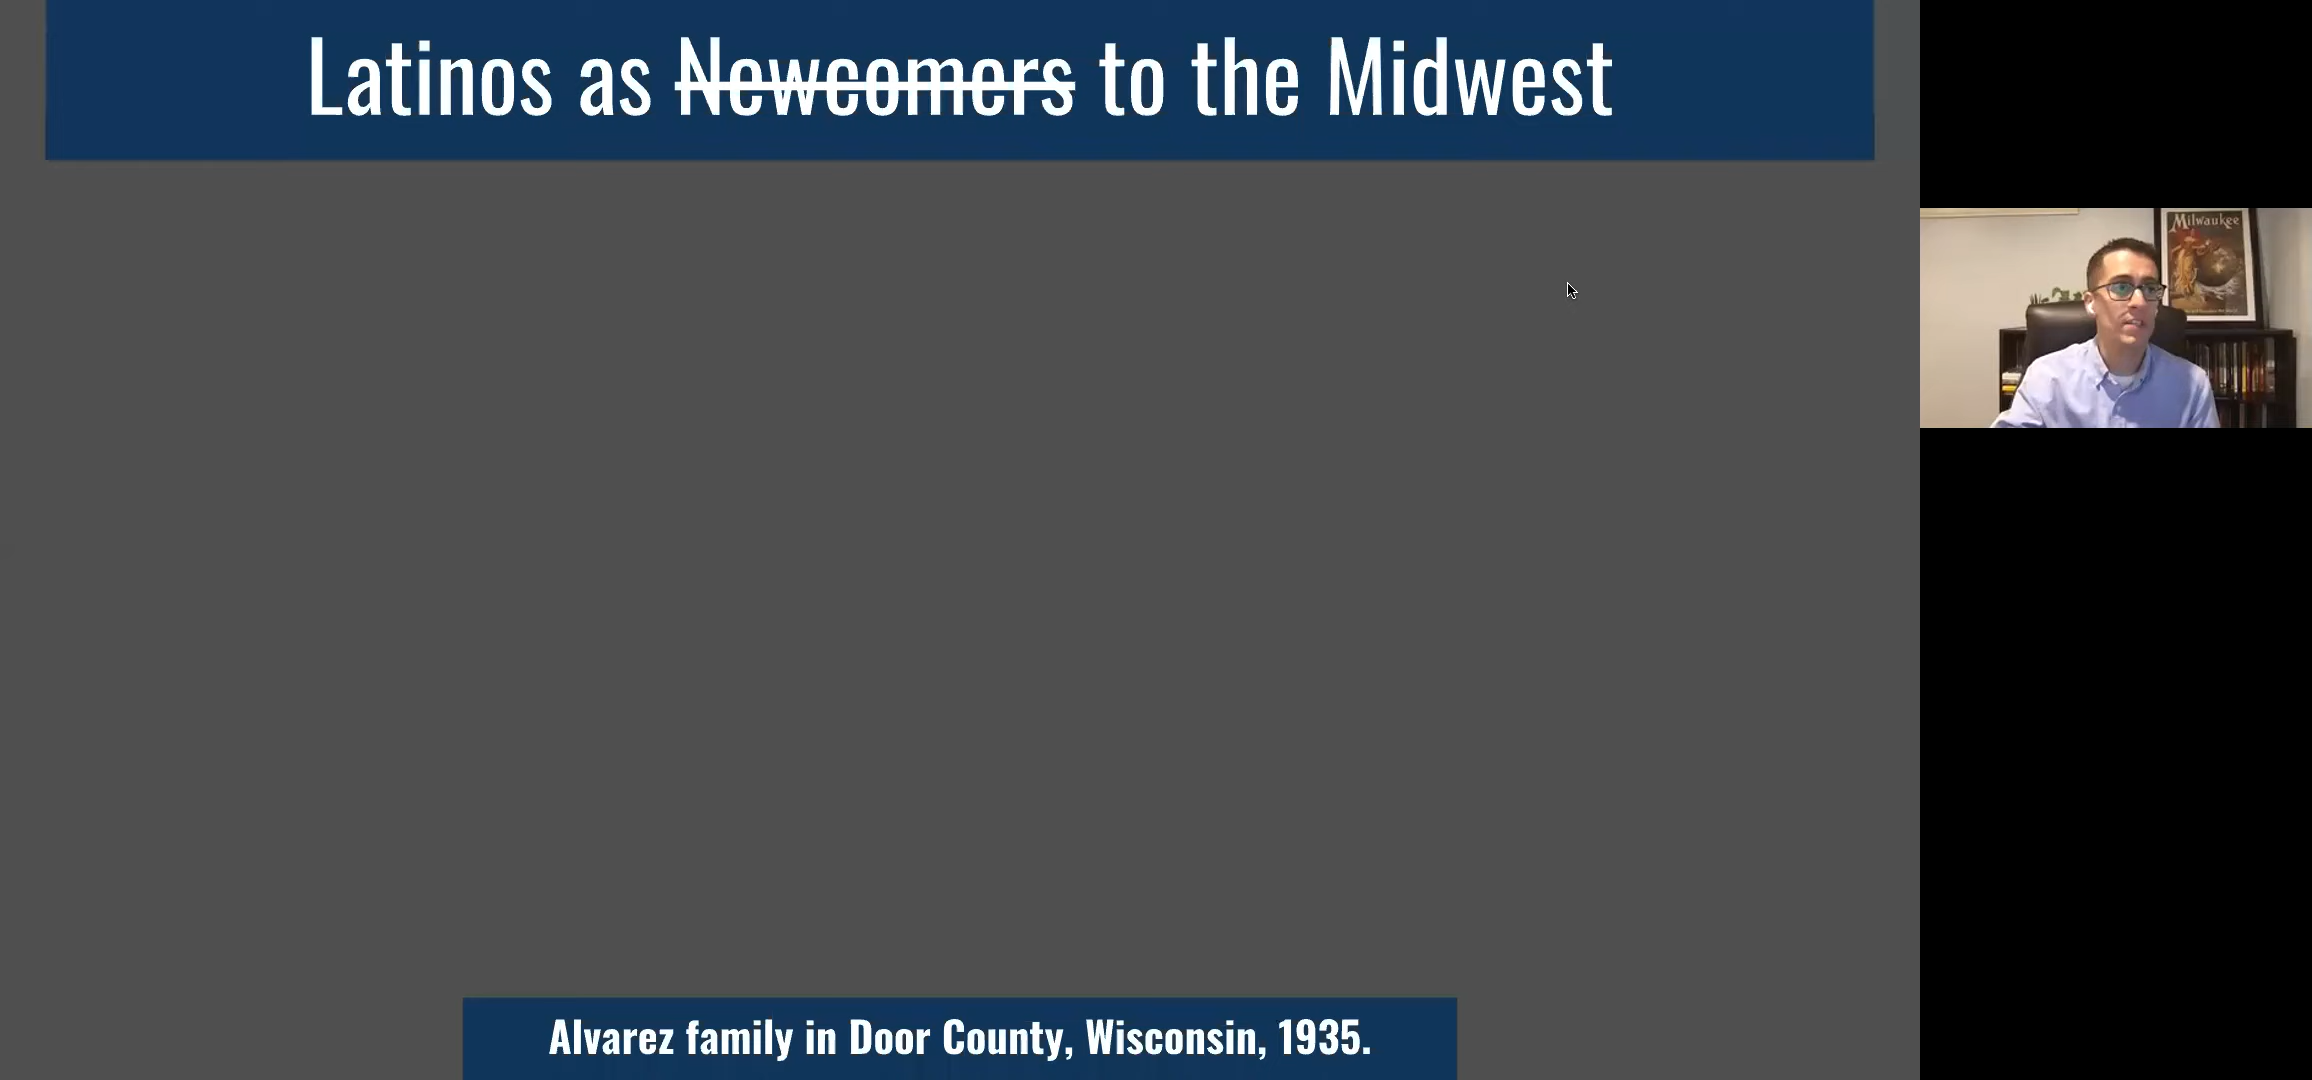 Latinos as Newcomers to the Midwest
Milwaukee
Alvarez family in Door County, Wisconsin, 1935.